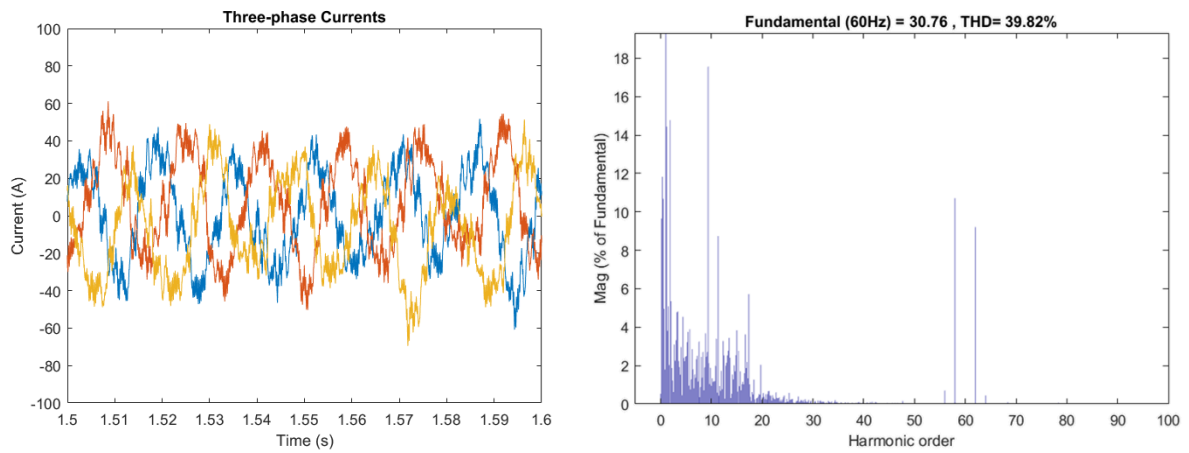 Three-phase Currents
100
80
60
40
20
0
-20
-40
-60
-80
-100
Current (A)
1.5 1.51 1.52 1.53 1.54 1.55 1.56 1.57 1.58 1.59 1.6
Time (s)
Fundamental (60Hz) = 30.76 , THD= 39.82%
18
16
14
12
10
8
6
4
2
0
Mag (% of Fundamental)
0 10 20 30 40 50 60 70 80 90 100
Harmonic order